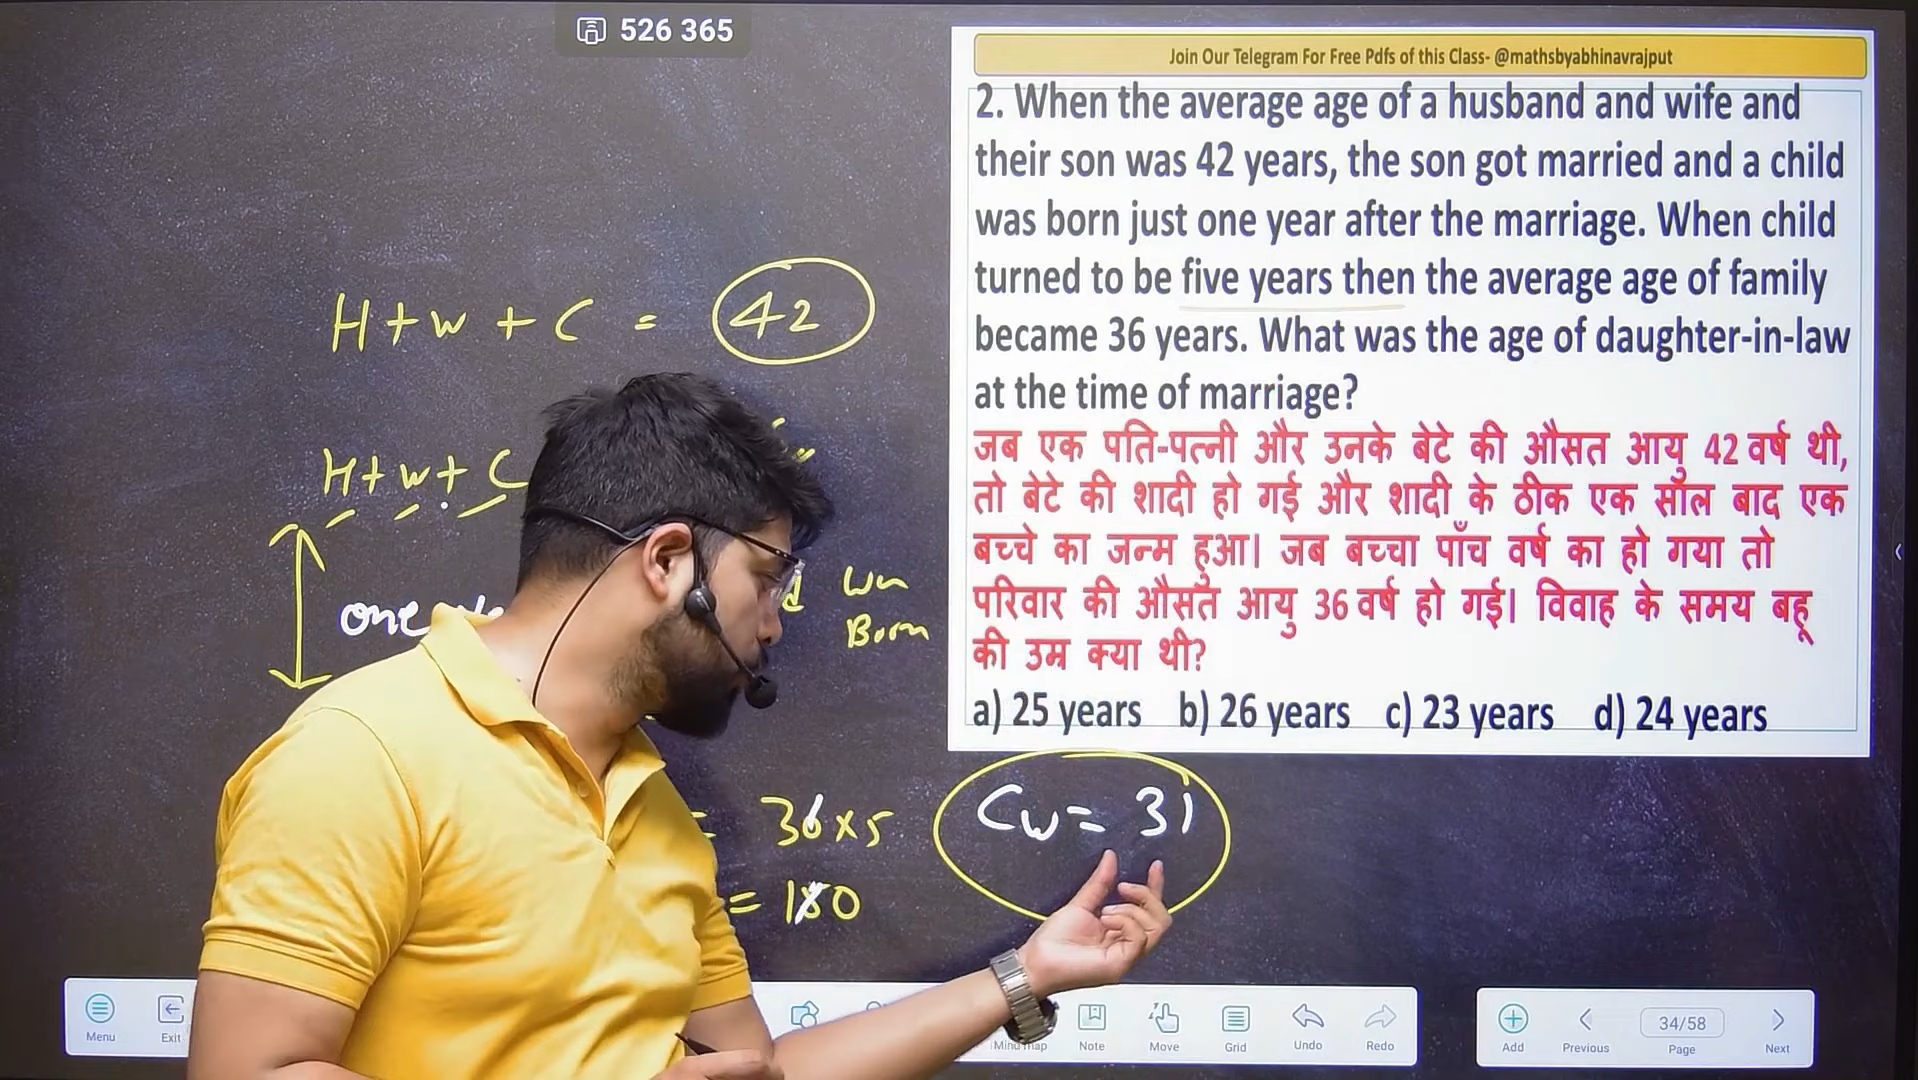 526 365
Join Our Telegram For Free Pdfs of this Class- @mathsbyabhinavrajput
2. When the average age of a husband and wife and
their son was 42 years, the son got married and a child
was born just one year after the marriage. When child
turned to be five years then the average age of family
became 36 years. What was the age of daughter-in-law
at the time of marriage?
जब एक पति-पत्नी और उनके बेटे की औसत आयु 42 वर्ष थी,
तो बेटे की शादी हो गई और शादी के ठीक एक साल बाद एक
बच्चे का जन्म हुआ। जब बच्चा पाँच वर्ष का हो गया तो
परिवार की औसत आयु 36 वर्ष हो गई। विवाह के समय बहू
की उम्र क्या थी?
a) 25 years b) 26 years c) 23 years d) 24 years
H+w+C = 42
H+w+C
one
Born
= 36×5
= 180
Cw = 31
Menu Exit Mind map Note Move Grid Undo Redo
Add Previous 34/58 Page Next